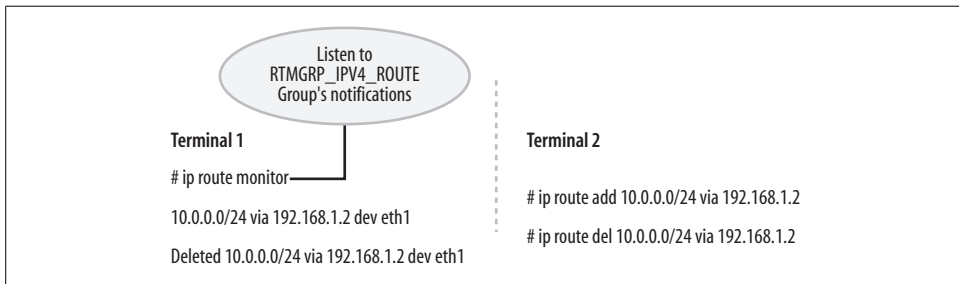 Listen to
RTMGRP_IPV4_ROUTE
Group's notifications
Terminal 1
# ip route monitor
10.0.0.0/24 via 192.168.1.2 dev eth1
Deleted 10.0.0.0/24 via 192.168.1.2 dev eth1
Terminal 2
# ip route add 10.0.0.0/24 via 192.168.1.2
# ip route del 10.0.0.0/24 via 192.168.1.2